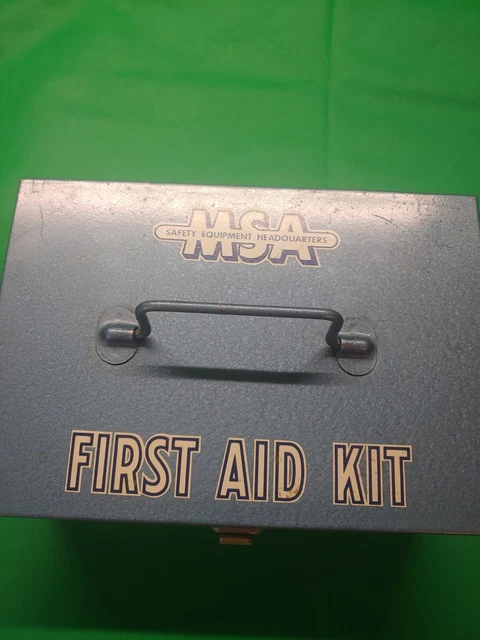 MSA
SAFETY EQUIPMENT HEADQUARTERS
FIRST AID KIT